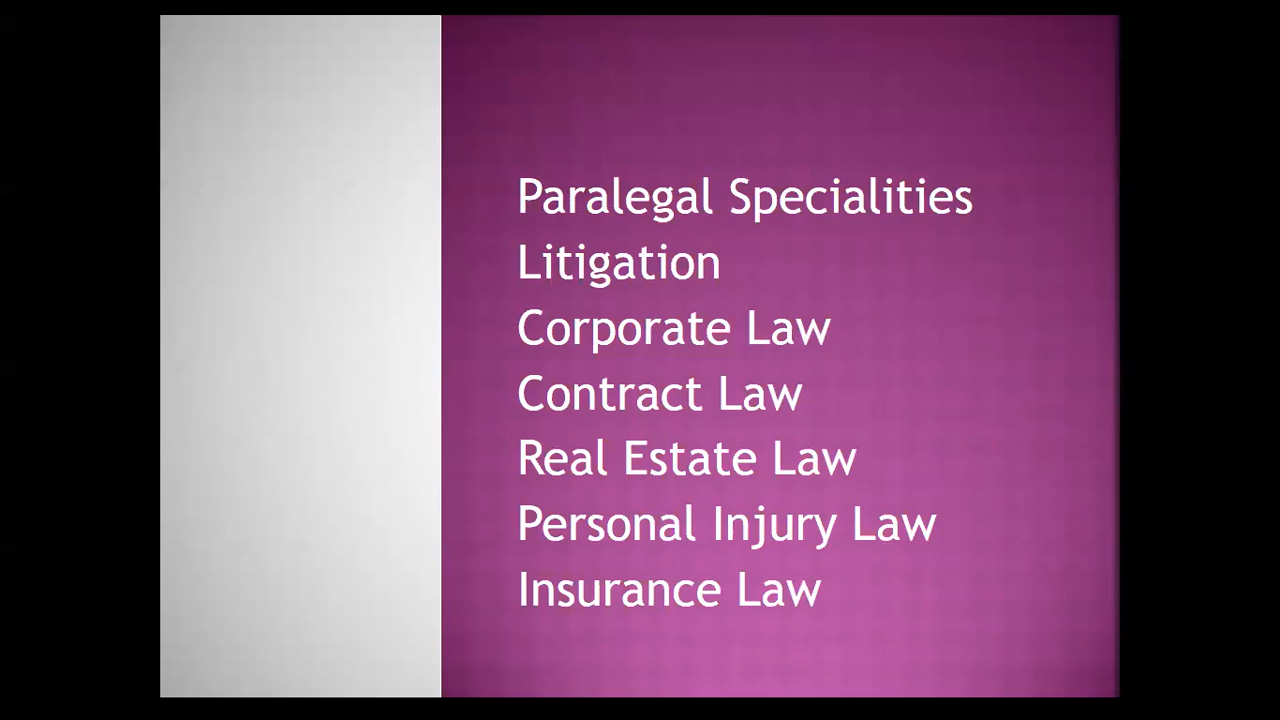 Paralegal Specialities
Litigation
Corporate Law
Contract Law
Real Estate Law
Personal Injury Law
Insurance Law